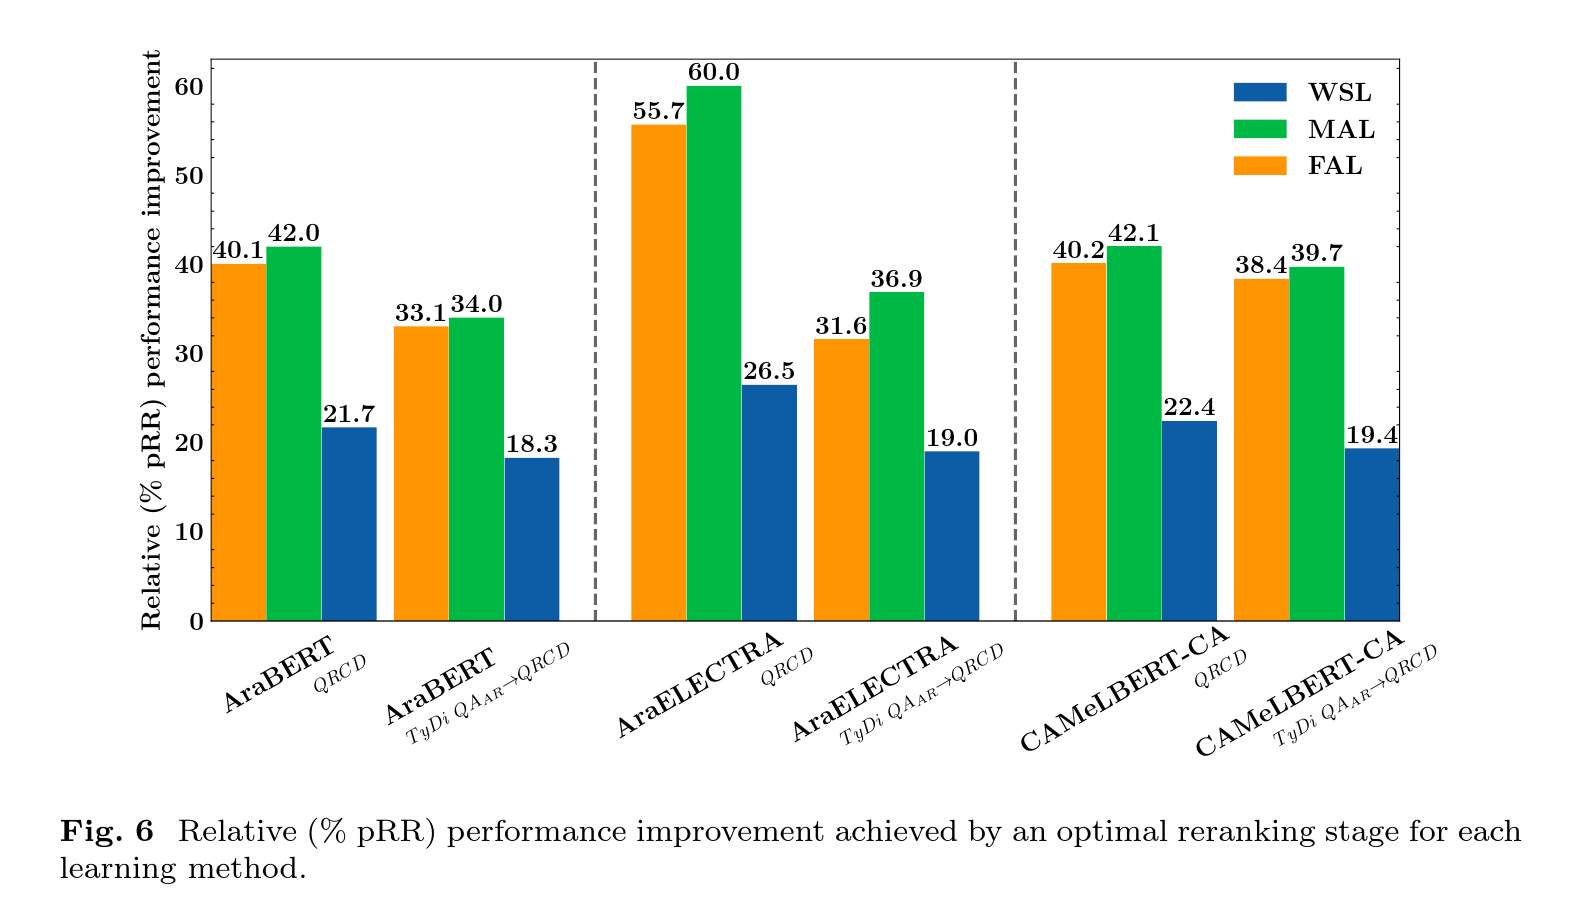 Relative (% pRR) performance improvement
60
50
40
30
20
10
0
40.1
42.0
21.7
33.1
34.0
18.3
55.7
60.0
26.5
31.6
36.9
19.0
40.2
42.1
22.4
38.4
39.7
19.4
WSL
MAL
FAL
AraBERT
QRCD
AraBERT
TyDi QA_AR→QRCD
AraELECTRA
QRCD
AraELECTRA
TyDi QA_AR→QRCD
CAMeLBERT-CA
QRCD
CAMeLBERT-CA
TyDi QA_AR→QRCD
Fig. 6 Relative (% pRR) performance improvement achieved by an optimal reranking stage for each
learning method.